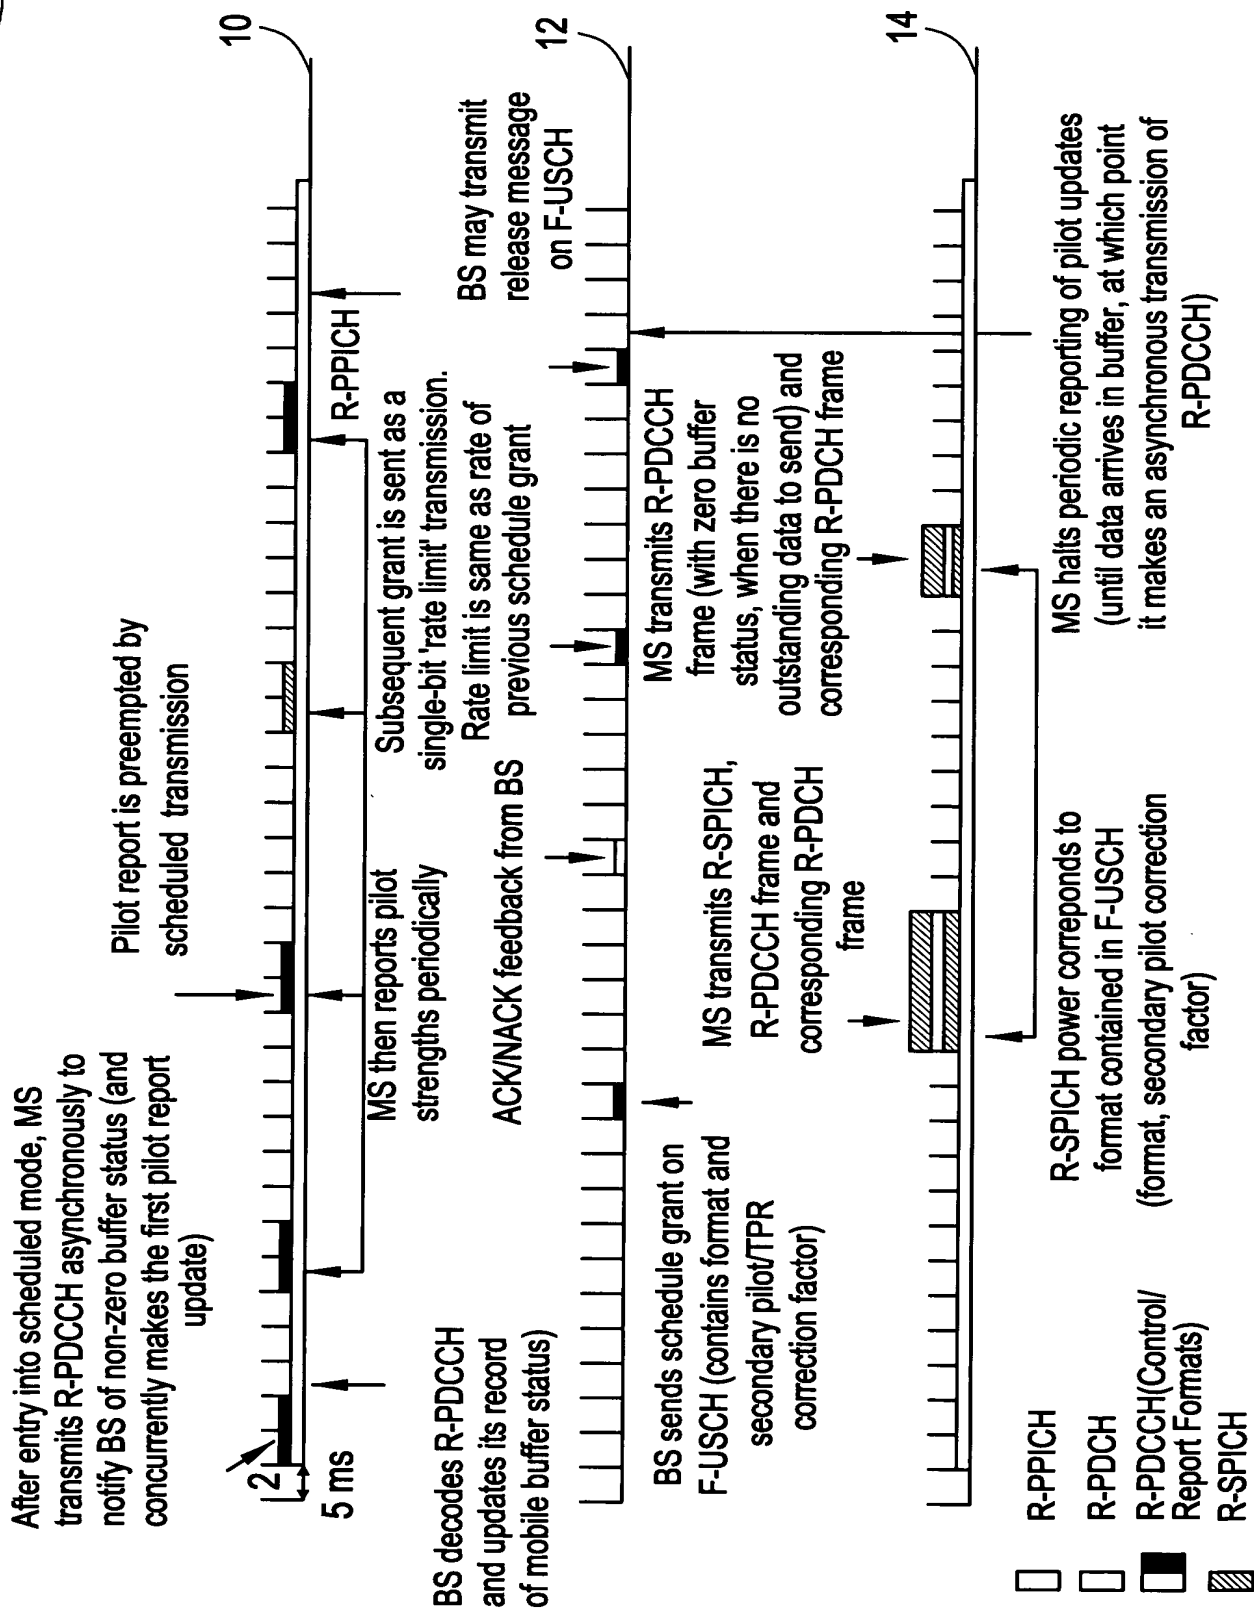 After entry into scheduled mode, MS
transmits R-PDCCH asynchronously to
notify BS of non-zero buffer status (and
concurrently makes the first pilot report
update)
Pilot report is preempted by
scheduled transmission
10
2
5 ms
R-PPICH
MS then reports pilot
strengths periodically
Subsequent grant is sent as a
single-bit 'rate limit' transmission.
Rate limit is same as rate of
previous schedule grant
BS may transmit
release message
on F-USCH
12
BS decodes R-PDCCH
and updates its record
of mobile buffer status)
ACK/NACK feedback from BS
BS sends schedule grant on
F-USCH (contains format and
secondary pilot/TPR
correction factor)
MS transmits R-SPICH,
R-PDCCH frame and
corresponding R-PDCH
frame
MS transmits R-PDCCH
frame (with zero buffer
status, when there is no
outstanding data to send) and
corresponding R-PDCH frame
14
R-SPICH power correponds to
format contained in F-USCH
(format, secondary pilot correction
factor)
MS halts periodic reporting of pilot updates
(until data arrives in buffer, at which point
it makes an asynchronous transmission of
R-PDCCH)
R-PPICH
R-PDCH
R-PDCCH(Control/
Report Formats)
R-SPICH